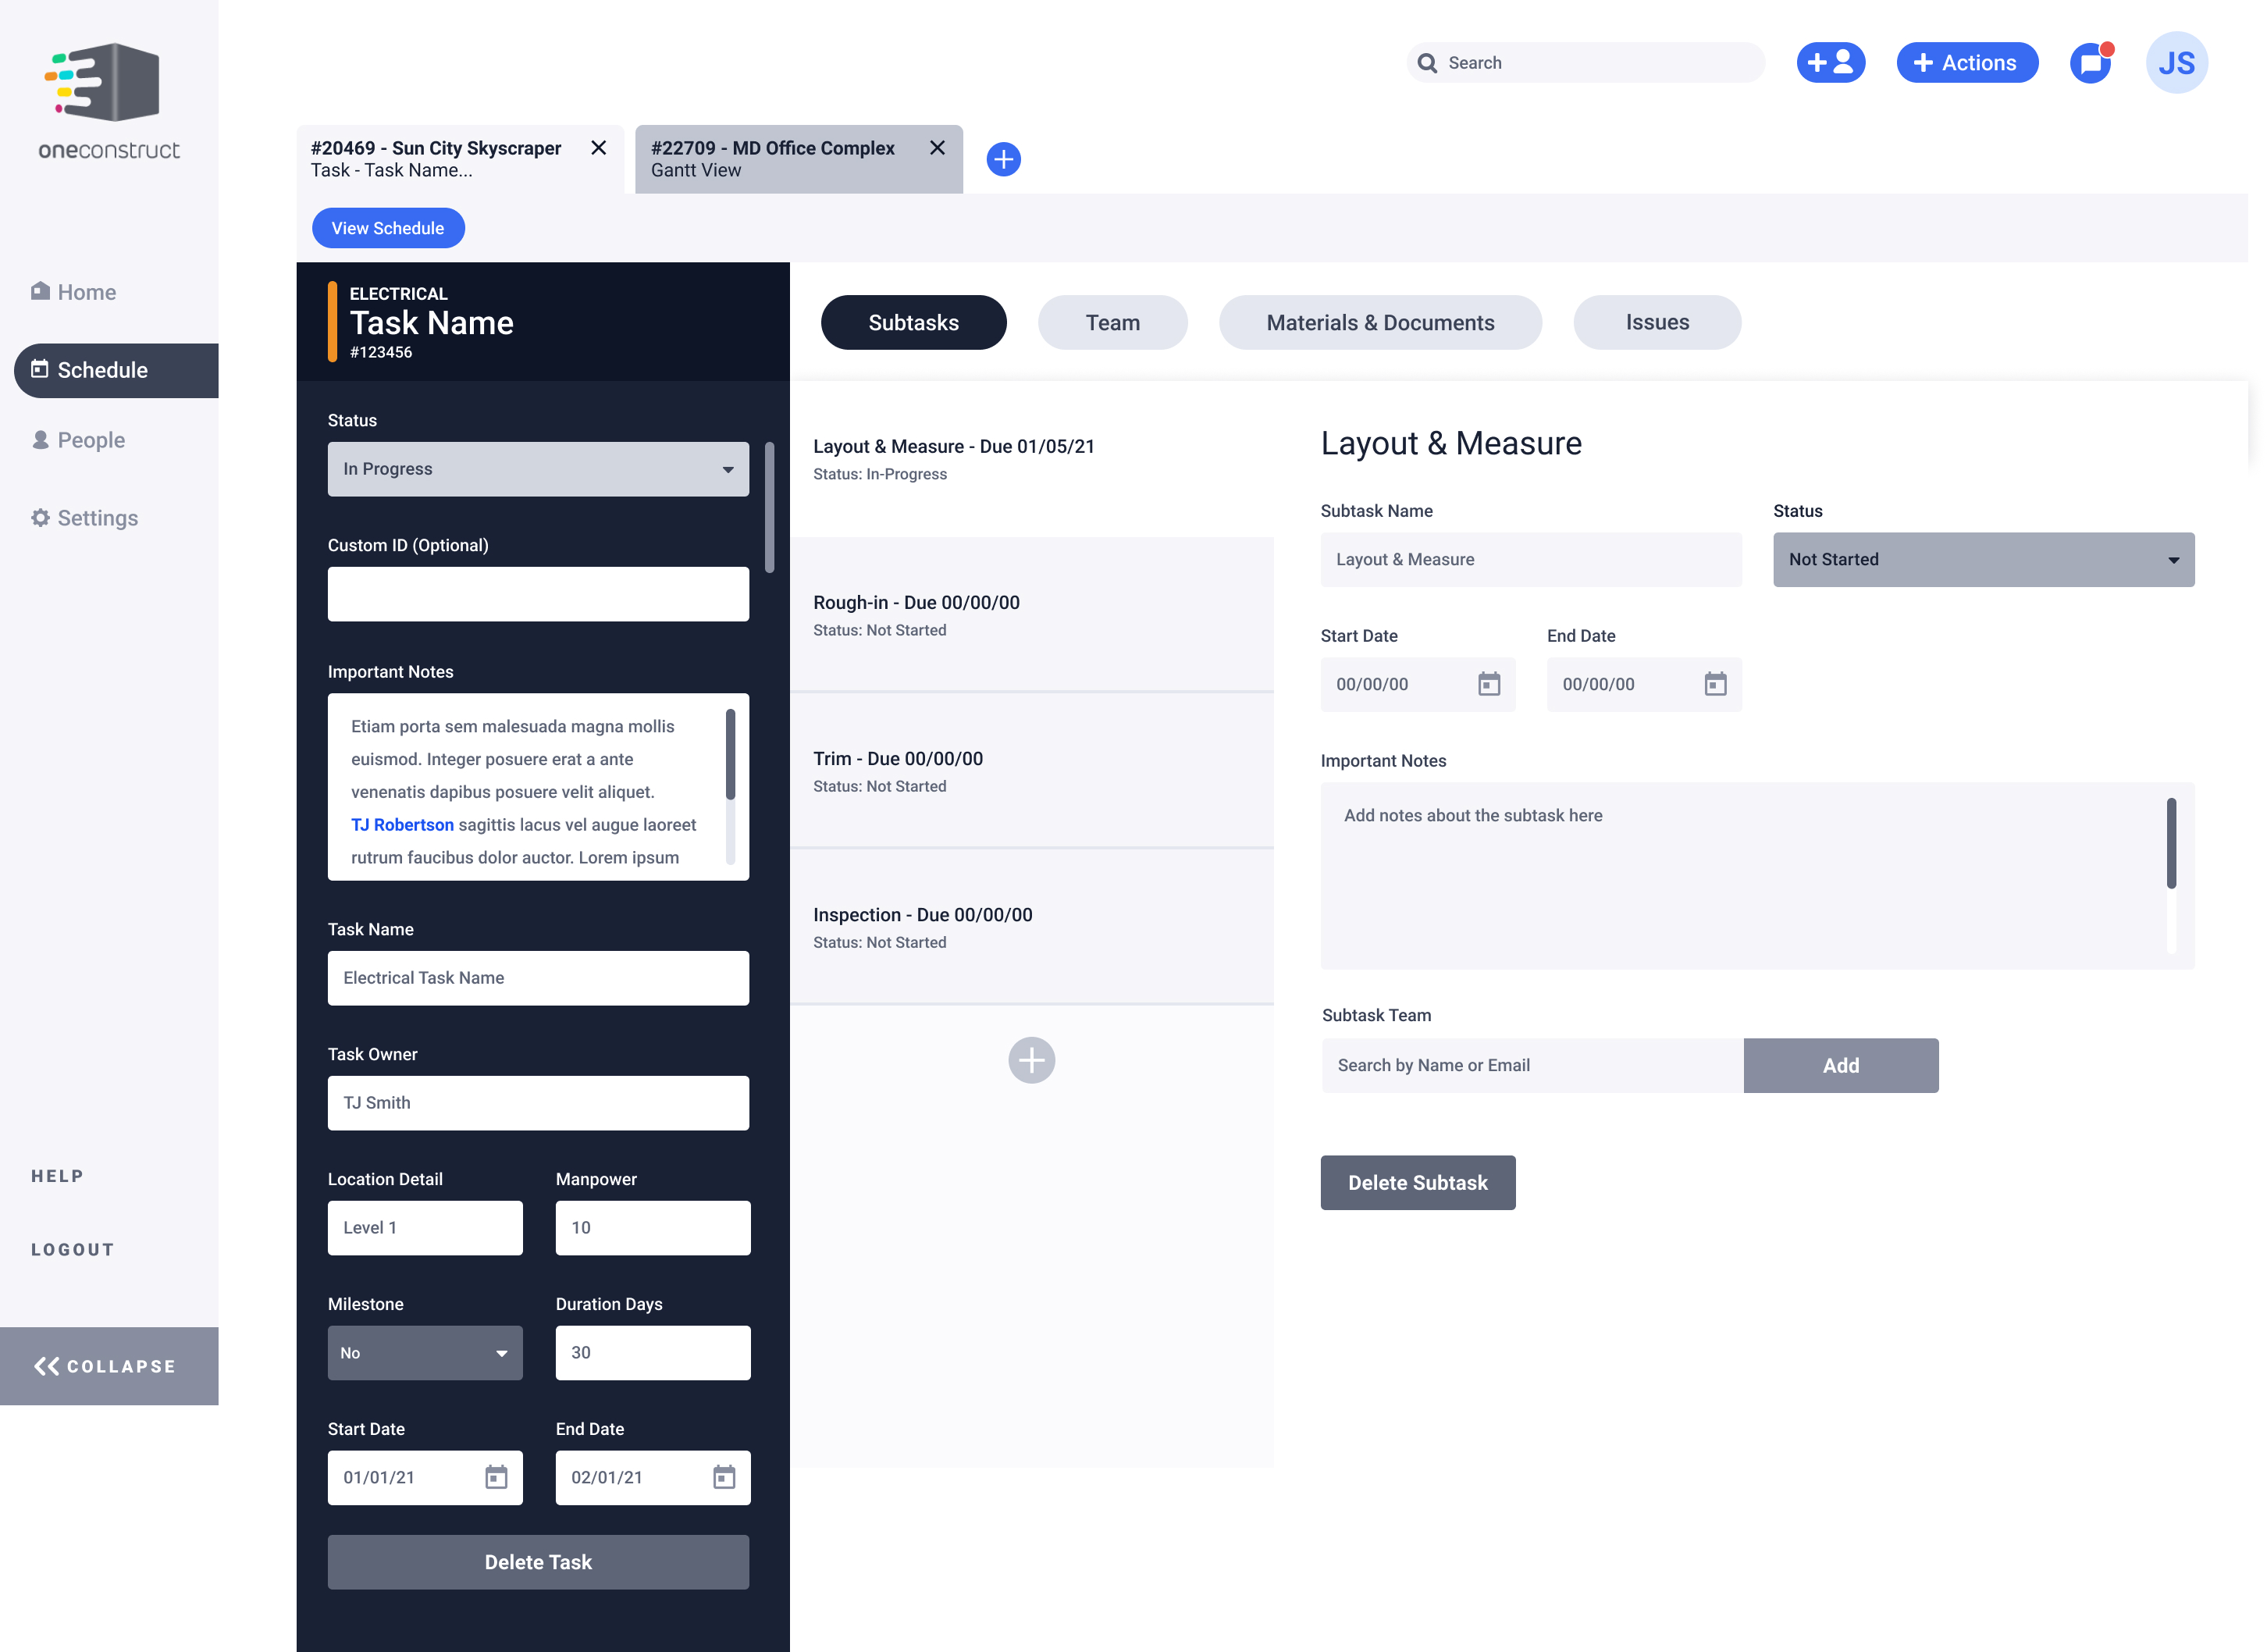 oneconstruct
Home
Schedule
People
Settings
HELP
LOGOUT
COLLAPSE
Search
Actions
JS
#20469 - Sun City Skyscraper
Task - Task Name...
#22709 - MD Office Complex
Gantt View
View Schedule
ELECTRICAL
Task Name
#123456
Status
In Progress
Custom ID (Optional)
Important Notes
Etiam porta sem malesuada magna mollis
euismod. Integer posuere erat a ante
venenatis dapibus posuere velit aliquet.
TJ Robertson sagittis lacus vel augue laoreet
rutrum faucibus dolor auctor. Lorem ipsum
Task Name
Electrical Task Name
Task Owner
TJ Smith
Location Detail
Manpower
Level 1
10
Milestone
Duration Days
No
30
Start Date
End Date
01/01/21
02/01/21
Delete Task
Subtasks
Team
Materials & Documents
Issues
Layout & Measure - Due 01/05/21
Status: In-Progress
Rough-in - Due 00/00/00
Status: Not Started
Trim - Due 00/00/00
Status: Not Started
Inspection - Due 00/00/00
Status: Not Started
Layout & Measure
Subtask Name
Status
Layout & Measure
Not Started
Start Date
End Date
00/00/00
00/00/00
Important Notes
Add notes about the subtask here
Subtask Team
Search by Name or Email
Add
Delete Subtask